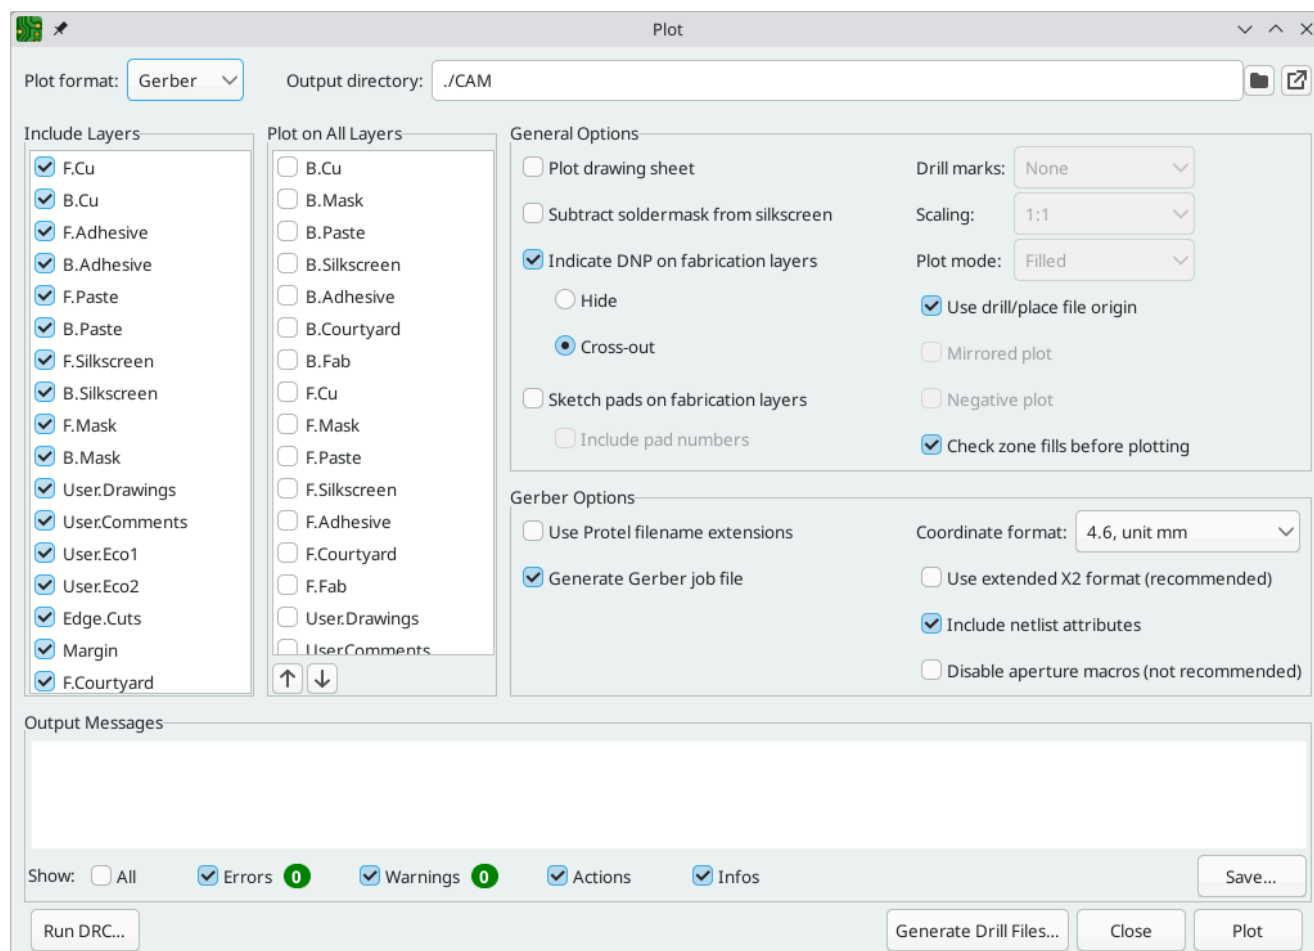 Plot
Plot format: Gerber Output directory: ./CAM
Include Layers
F.Cu
B.Cu
F.Adhesive
B.Adhesive
F.Paste
B.Paste
F.Silkscreen
B.Silkscreen
F.Mask
B.Mask
User.Drawings
User.Comments
User.Eco1
User.Eco2
Edge.Cuts
Margin
F.Courtyard
Plot on All Layers
B.Cu
B.Mask
B.Paste
B.Silkscreen
B.Adhesive
B.Courtyard
B.Fab
F.Cu
F.Mask
F.Paste
F.Silkscreen
F.Adhesive
F.Courtyard
F.Fab
User.Drawings
User.Comments
General Options
Plot drawing sheet
Subtract soldermask from silkscreen
Indicate DNP on fabrication layers
Hide
Cross-out
Sketch pads on fabrication layers
Include pad numbers
Drill marks: None
Scaling: 1:1
Plot mode: Filled
Use drill/place file origin
Mirrored plot
Negative plot
Check zone fills before plotting
Gerber Options
Use Protel filename extensions
Generate Gerber job file
Coordinate format: 4.6, unit mm
Use extended X2 format (recommended)
Include netlist attributes
Disable aperture macros (not recommended)
Output Messages
Show: All Errors 0 Warnings 0 Actions Infos Save...
Run DRC... Generate Drill Files... Close Plot